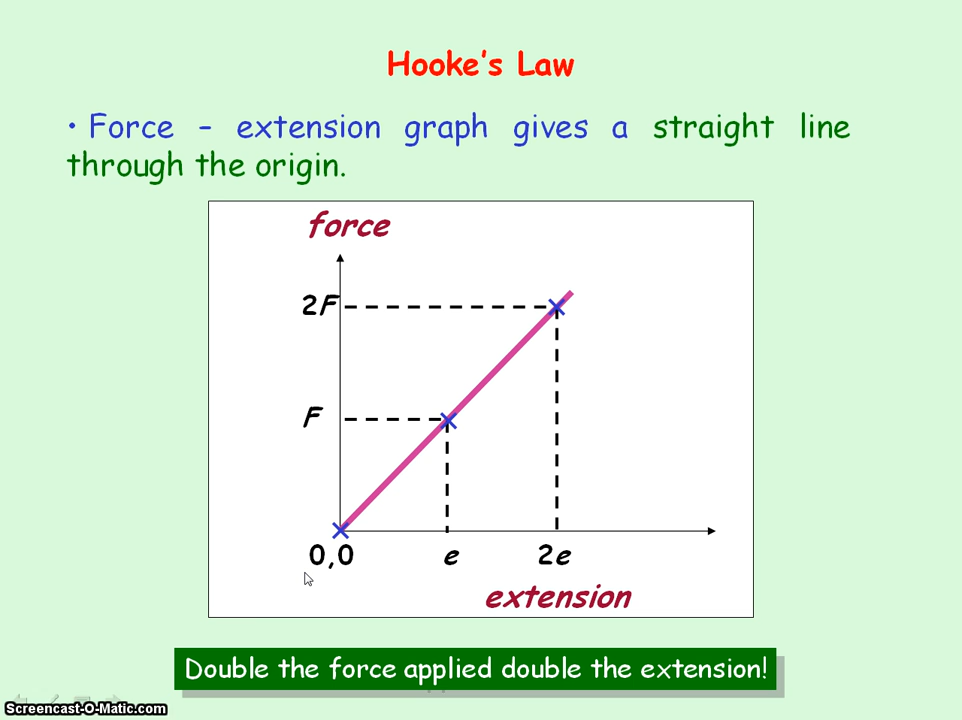 Hooke's Law
• Force – extension graph gives a straight line
through the origin.
force
2F
F
0,0 e 2e
extension
Double the force applied double the extension!
Screencast-O-Matic.com